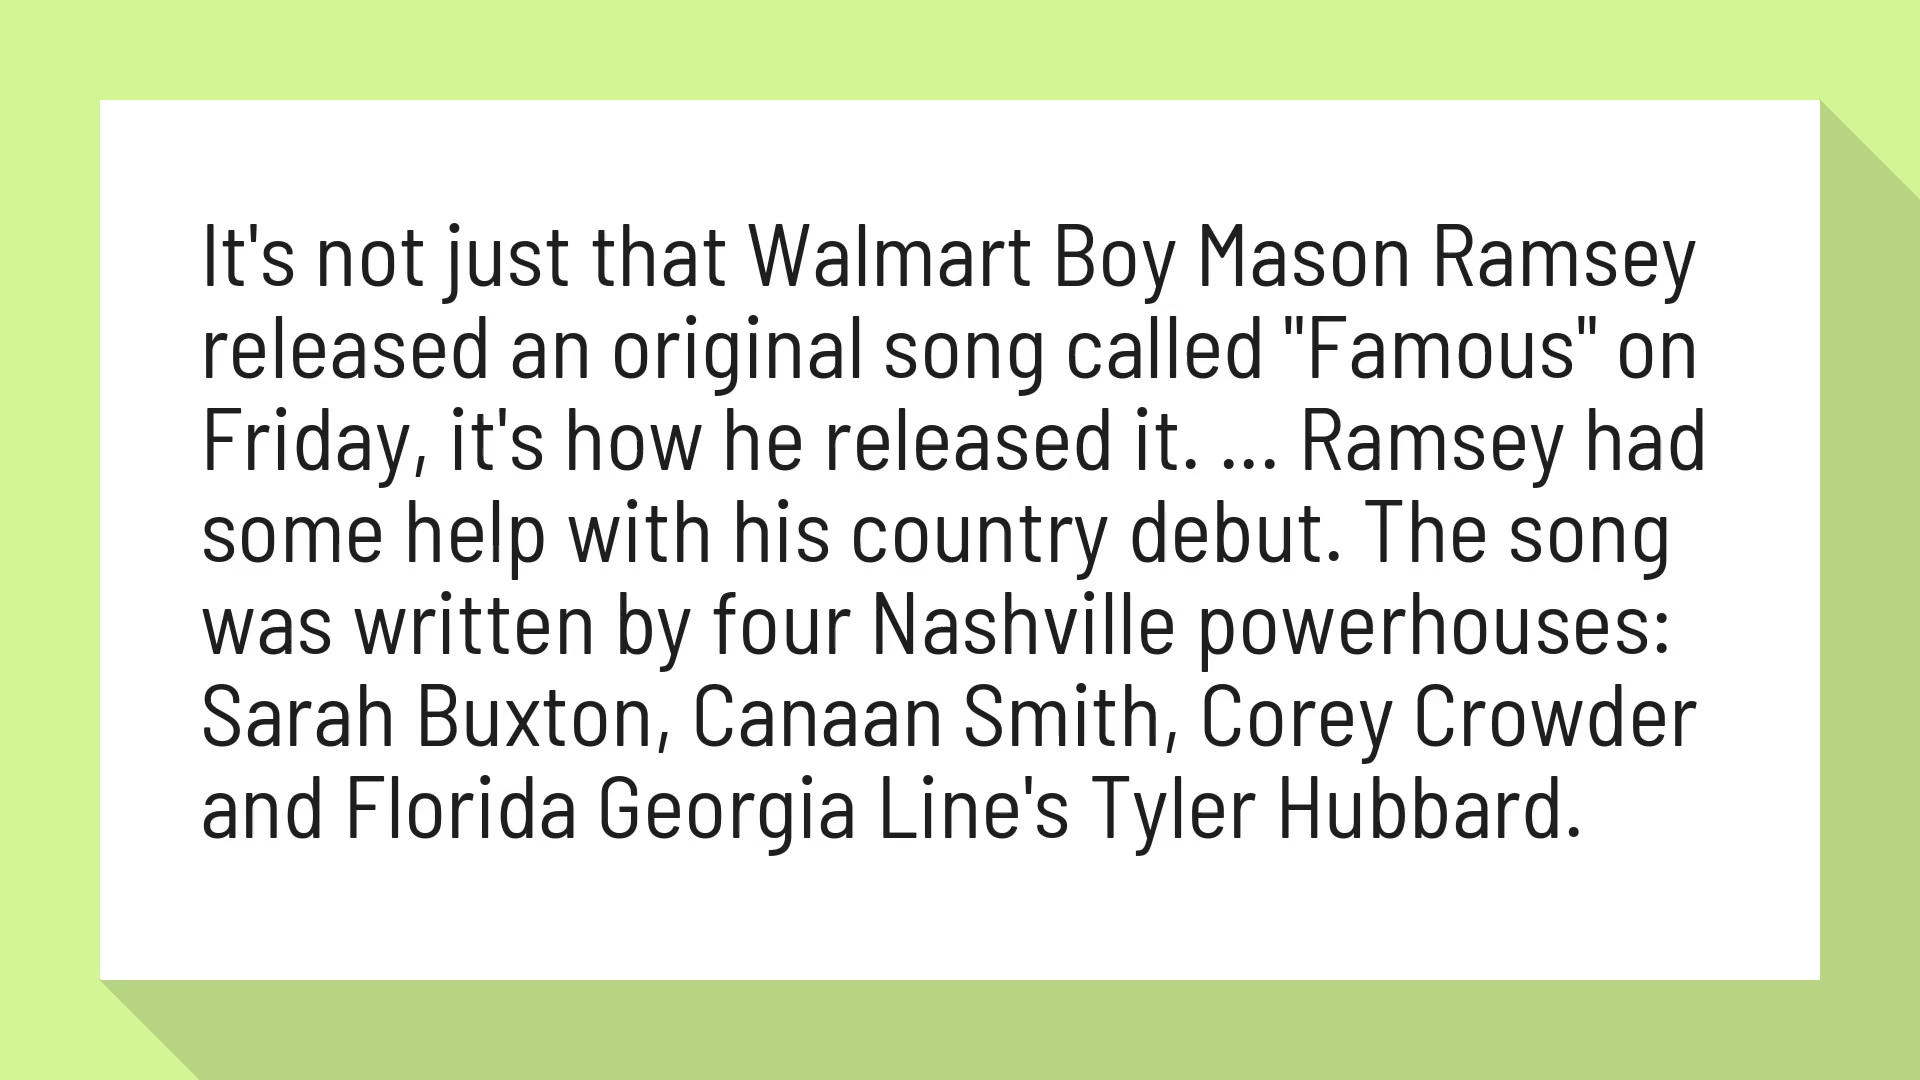 It's not just that Walmart Boy Mason Ramsey
released an original song called "Famous" on
Friday, it's how he released it. ... Ramsey had
some help with his country debut. The song
was written by four Nashville powerhouses:
Sarah Buxton, Canaan Smith, Corey Crowder
and Florida Georgia Line's Tyler Hubbard.